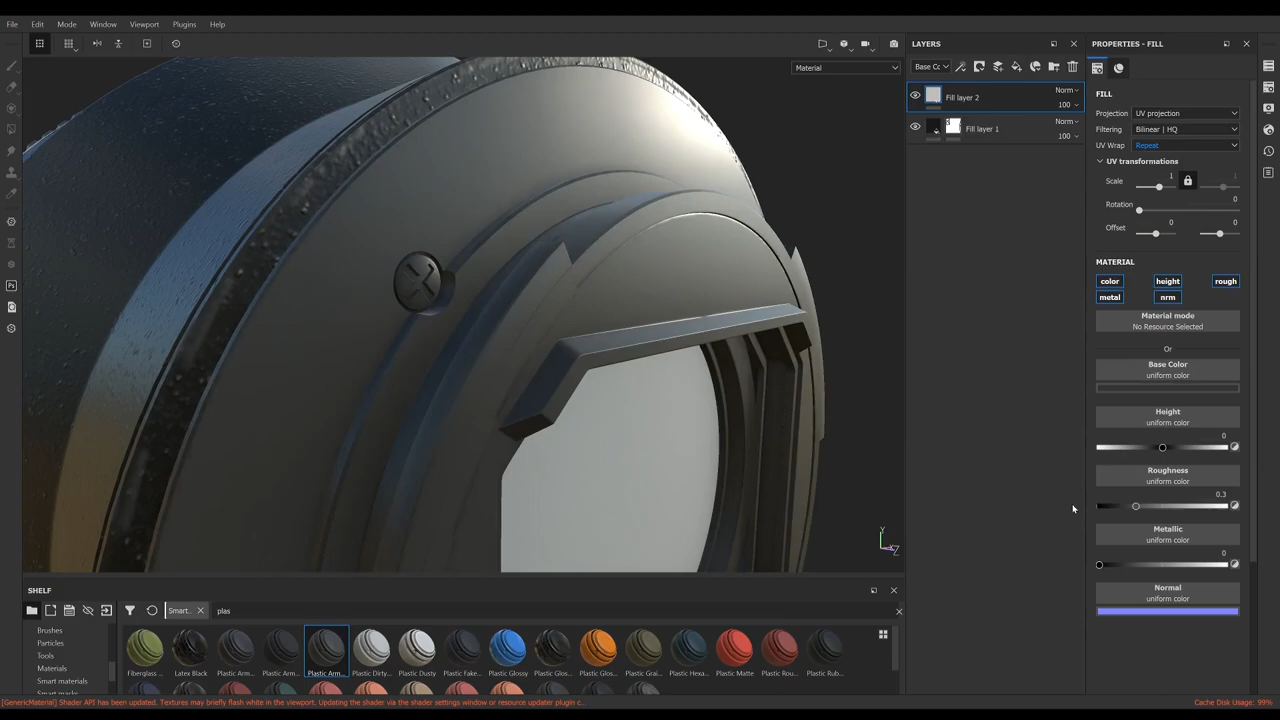 File Edit Mode Window Viewport Plugins Help
Material
LAYERS
Base Cc
Fill layer 2
Norm
100
Fill layer 1
Norm
100
PROPERTIES - FILL
FILL
Projection UV projection
Filtering Bilinear | HQ
UV Wrap Repeat
UV transformations
Scale 1 1
Rotation 0
Offset 0 0
MATERIAL
color height rough
metal nrm
Material mode
No Resource Selected
Or
Base Color
uniform color
Height
uniform color
0
Roughness
uniform color
0.3
Metallic
uniform color
0
Normal
uniform color
Y
Z
Ps
SHELF
Smart.. plas
Brushes
Particles
Tools
Materials
Smart materials
Smart masks
Fiberglass ... Latex Black Plastic Arm... Plastic Arm... Plastic Arm... Plastic Dirty... Plastic Dusty Plastic Fake... Plastic Glossy Plastic Glos... Plastic Glos... Plastic Grai... Plastic Hexa... Plastic Matte Plastic Rou... Plastic Rub...
[GenericMaterial] Shader API has been updated. Textures may briefly flash white in the viewport. Updating the shader via the shader settings window or resource updater plugin c...
Cache Disk Usage: 99%